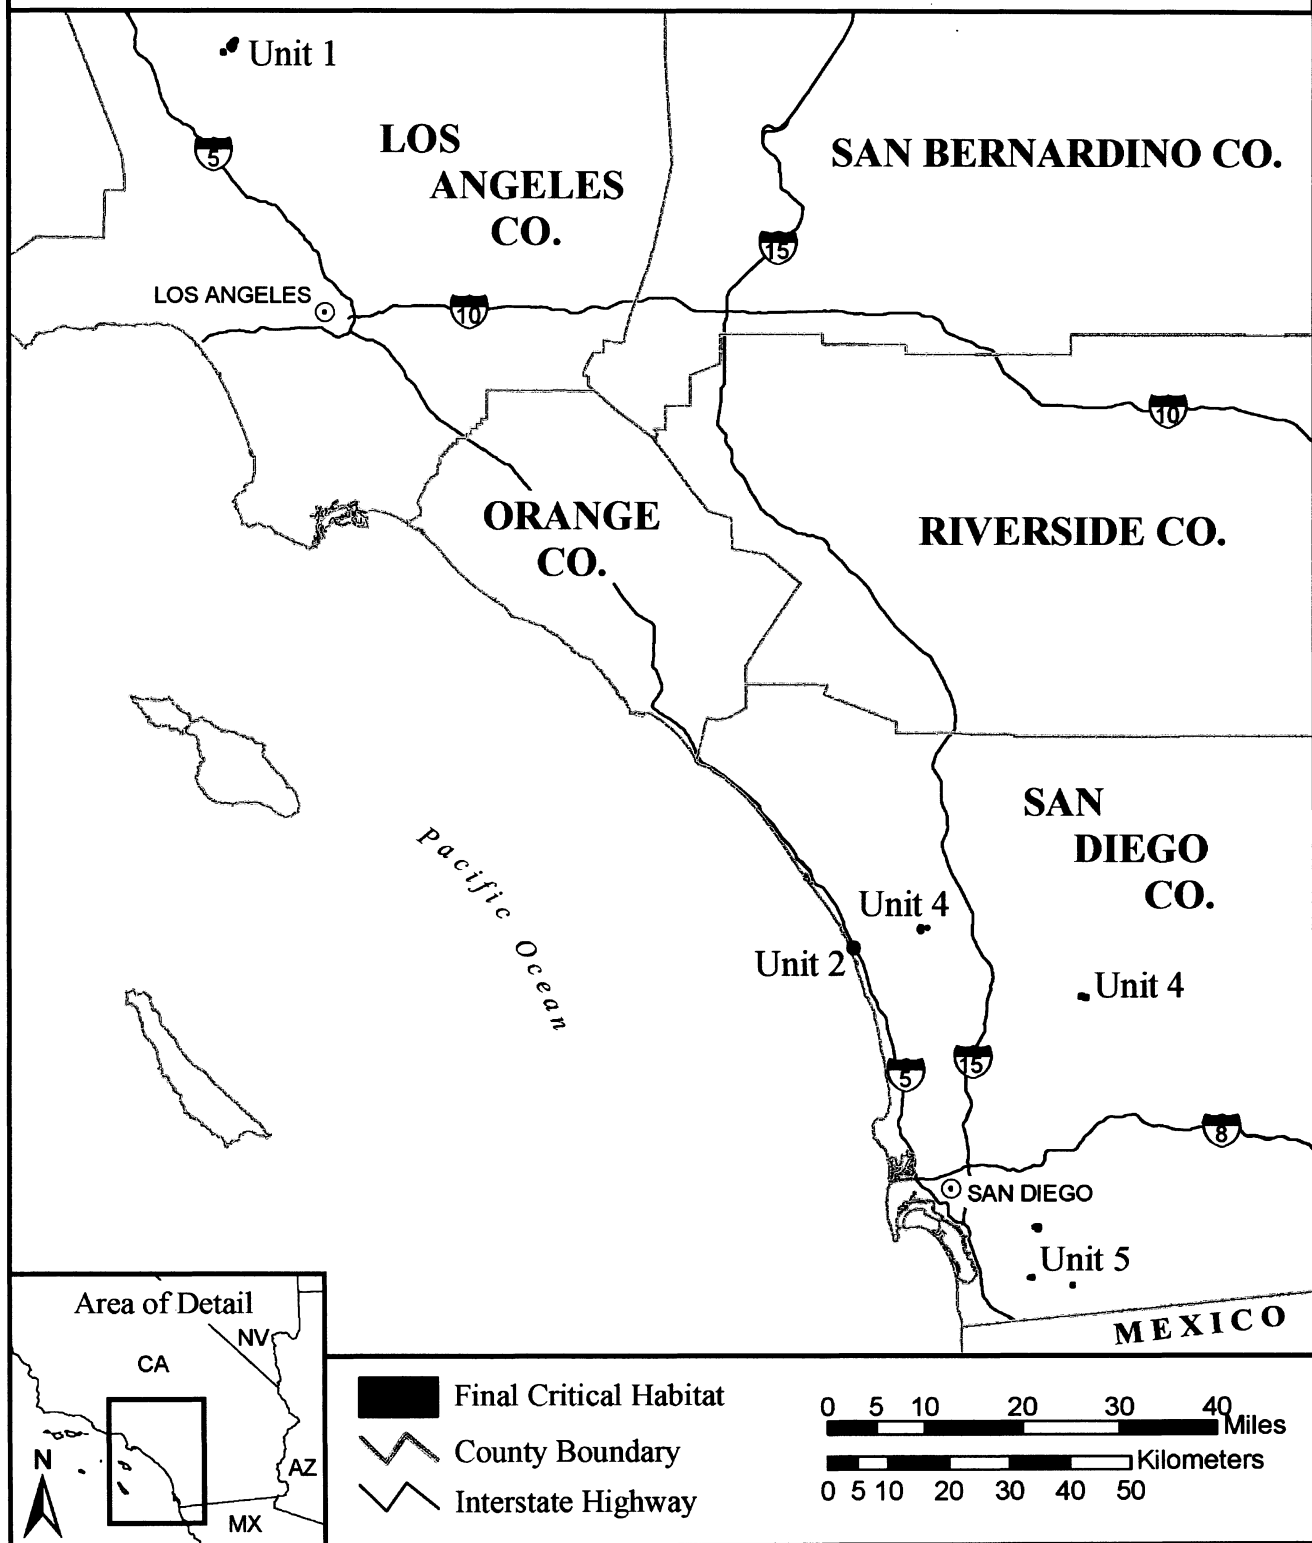 Unit 1
5
LOS
ANGELES
CO.
SAN BERNARDINO CO.
15
LOS ANGELES
10
10
ORANGE
CO.
RIVERSIDE CO.
SAN
DIEGO
CO.
Pacific Ocean
Unit 4
Unit 2
Unit 4
5
15
8
SAN DIEGO
Unit 5
MEXICO
Area of Detail
NV
CA
AZ
N
MX
Final Critical Habitat
County Boundary
Interstate Highway
0 5 10 20 30 40
Miles
Kilometers
0 5 10 20 30 40 50